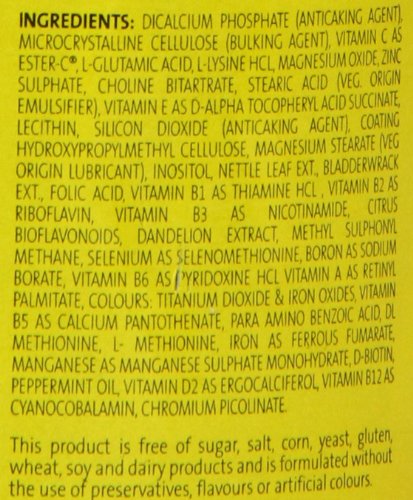 INGREDIENTS: DICALCIUM PHOSPHATE (ANTICAKING AGENT),
MICROCRYSTALLINE CELLULOSE (BULKING AGENT), VITAMIN C AS
ESTER-C®, L-GLUTAMIC ACID, L-LYSINE HCL, MAGNESIUM OXIDE, ZINC
SULPHATE, CHOLINE BITARTRATE, STEARIC ACID (VEG. ORIGIN
EMULSIFIER), VITAMIN E AS D-ALPHA TOCOPHERYL ACID SUCCINATE,
LECITHIN, SILICON DIOXIDE (ANTICAKING AGENT), COATING
HYDROXYPROPYLMETHYL CELLULOSE, MAGNESIUM STEARATE (VEG
ORIGIN LUBRICANT), INOSITOL, NETTLE LEAF EXT., BLADDERWRACK
EXT., FOLIC ACID, VITAMIN B1 AS THIAMINE HCL , VITAMIN B2 AS
RIBOFLAVIN, VITAMIN B3 AS NICOTINAMIDE, CITRUS
BIOFLAVONOIDS, DANDELION EXTRACT, METHYL SULPHONYL
METHANE, SELENIUM AS SELENOMETHIONINE, BORON AS SODIUM
BORATE, VITAMIN B6 AS PYRIDOXINE HCL VITAMIN A AS RETINYL
PALMITATE, COLOURS: TITANIUM DIOXIDE & IRON OXIDES, VITAMIN
B5 AS CALCIUM PANTOTHENATE, PARA AMINO BENZOIC ACID, DL
METHIONINE, L- METHIONINE, IRON AS FERROUS FUMARATE,
MANGANESE AS MANGANESE SULPHATE MONOHYDRATE, D-BIOTIN,
PEPPERMINT OIL, VITAMIN D2 AS ERGOCALCIFEROL, VITAMIN B12 AS
CYANOCOBALAMIN, CHROMIUM PICOLINATE.
This product is free of sugar, salt, corn, yeast, gluten,
wheat, soy and dairy products and is formulated without
the use of preservatives, flavours or artificial colours.